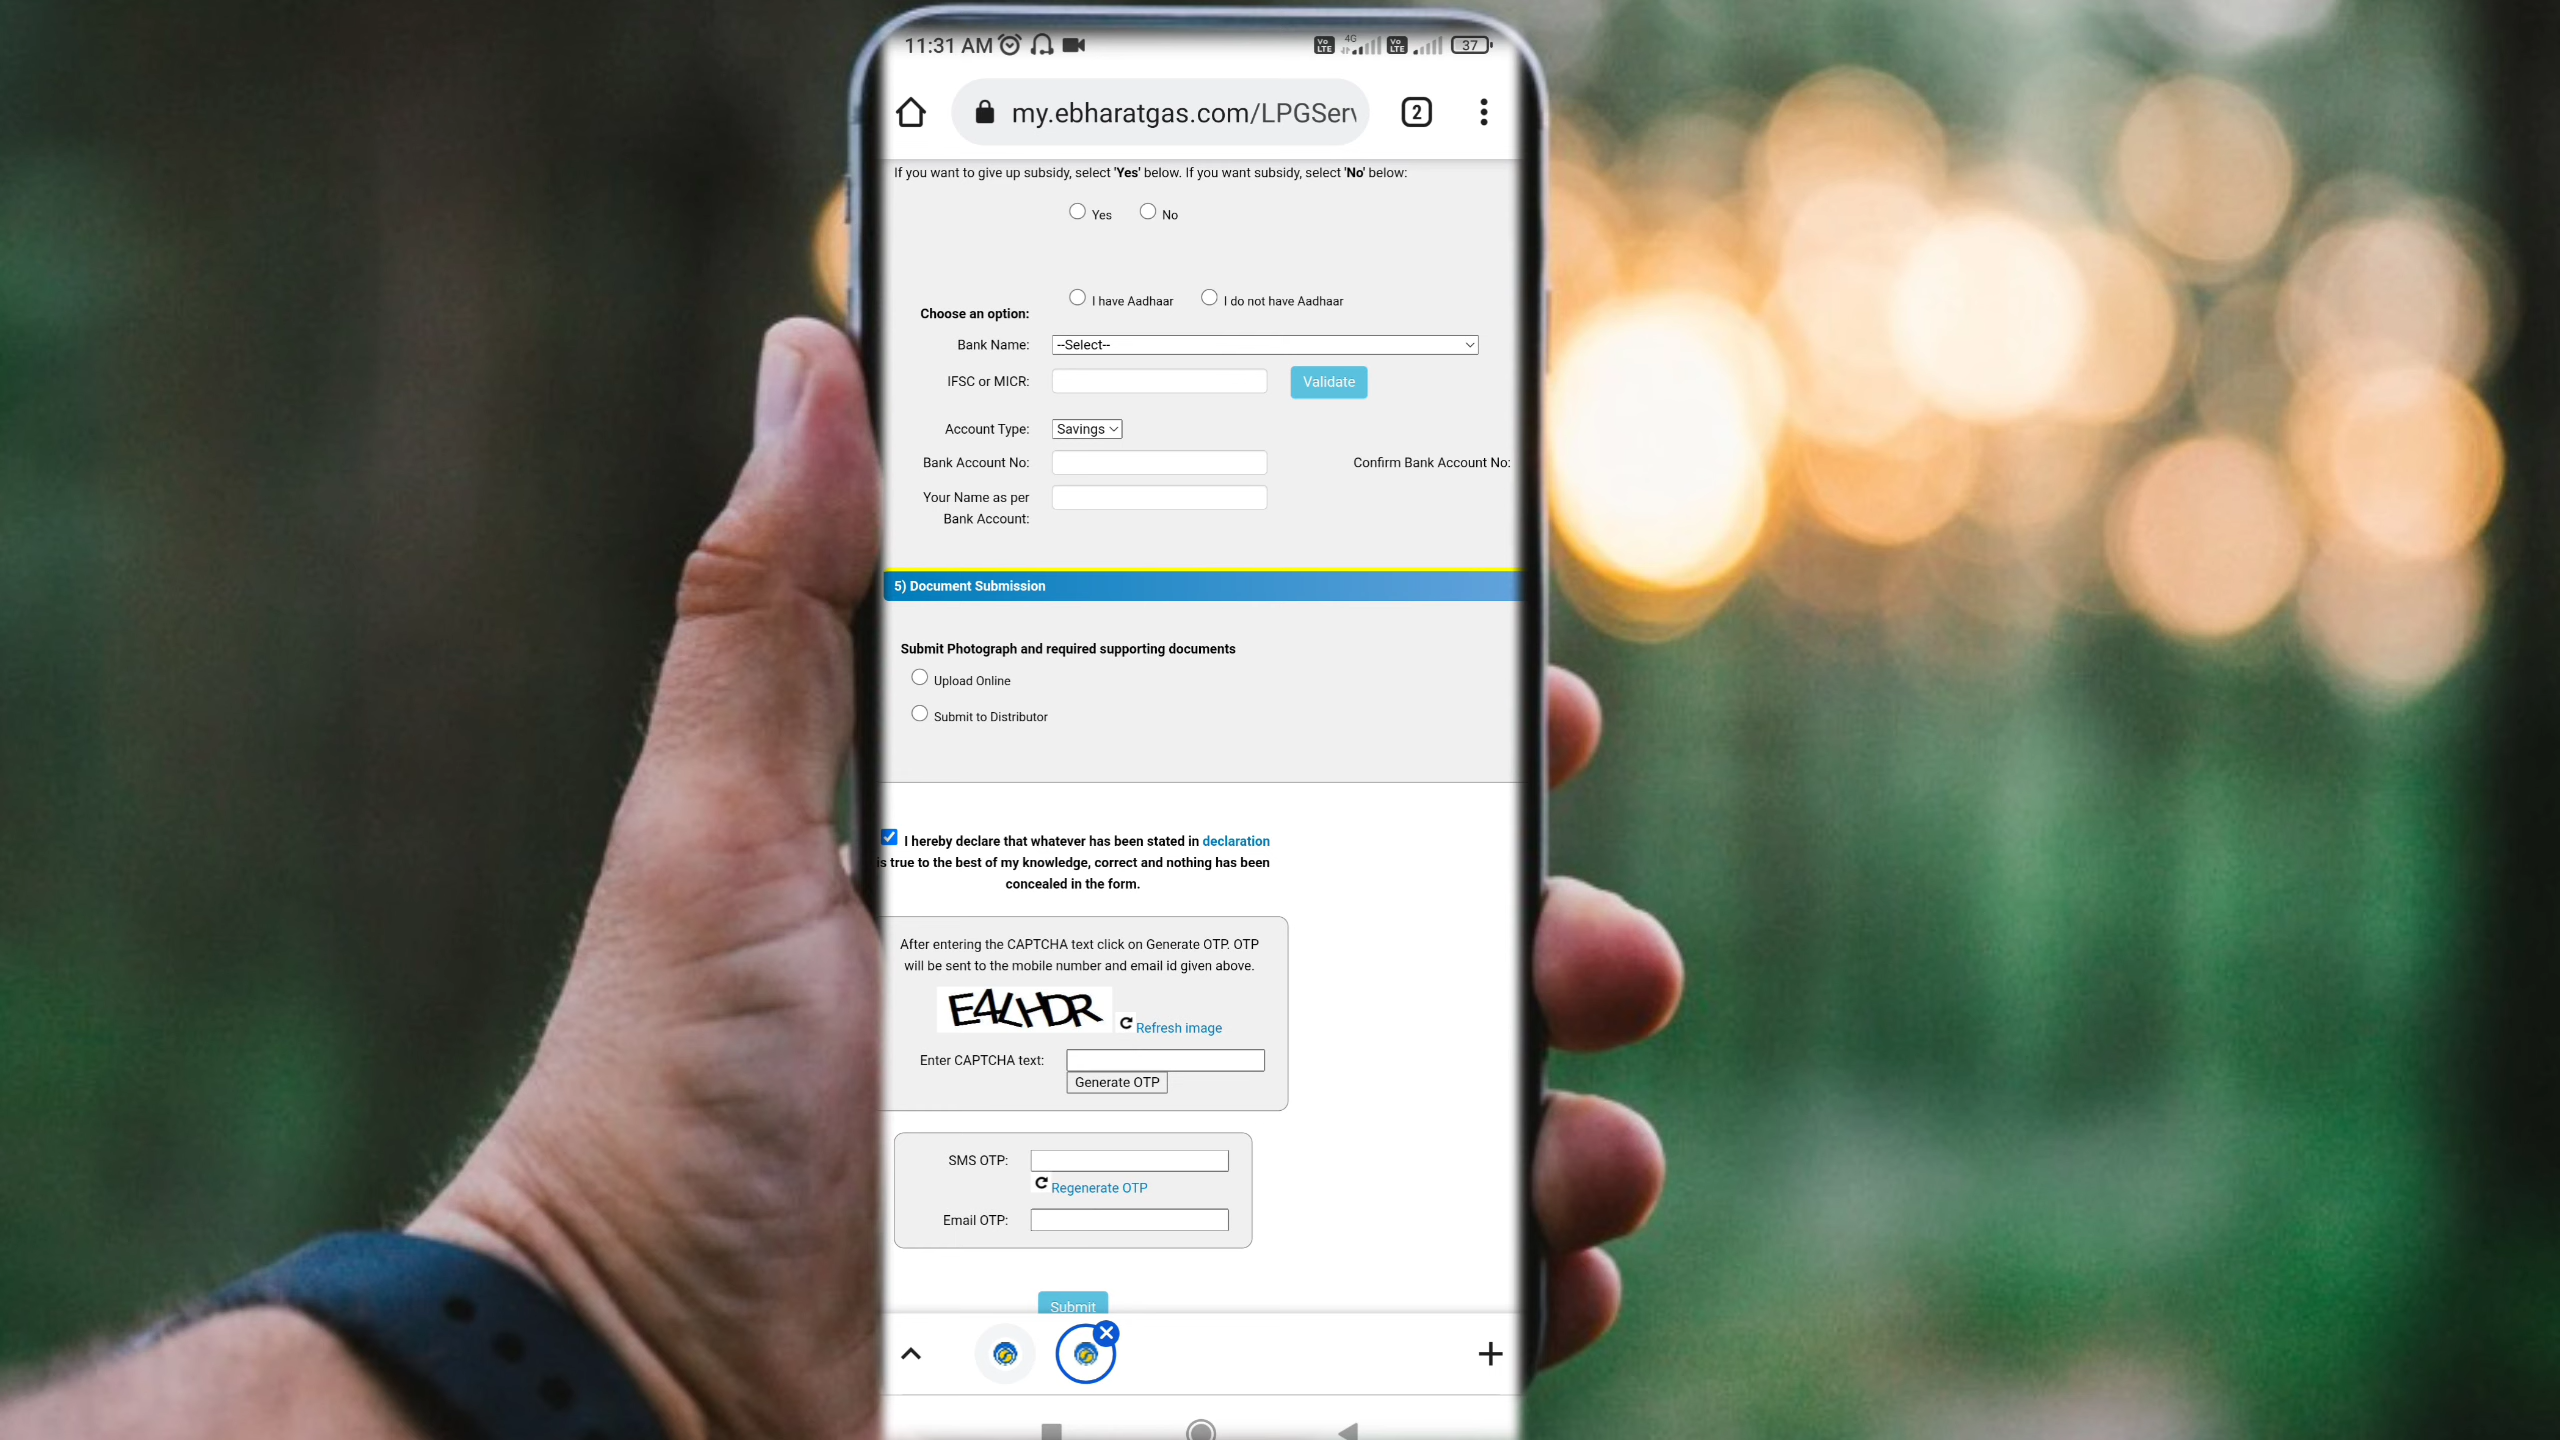 11:31 AM
Vo LTE 4G Vo LTE 37
my.ebharatgas.com/LPGServ
2
If you want to give up subsidy, select 'Yes' below. If you want subsidy, select 'No' below:
Yes No
I have Aadhaar I do not have Aadhaar
Choose an option:
Bank Name: --Select--
IFSC or MICR: Validate
Account Type: Savings
Bank Account No: Confirm Bank Account No:
Your Name as per
Bank Account:
5) Document Submission
Submit Photograph and required supporting documents
Upload Online
Submit to Distributor
I hereby declare that whatever has been stated in declaration
is true to the best of my knowledge, correct and nothing has been
concealed in the form.
After entering the CAPTCHA text click on Generate OTP. OTP
will be sent to the mobile number and email id given above.
E4LHDR Refresh image
Enter CAPTCHA text:
Generate OTP
SMS OTP:
Regenerate OTP
Email OTP:
Submit